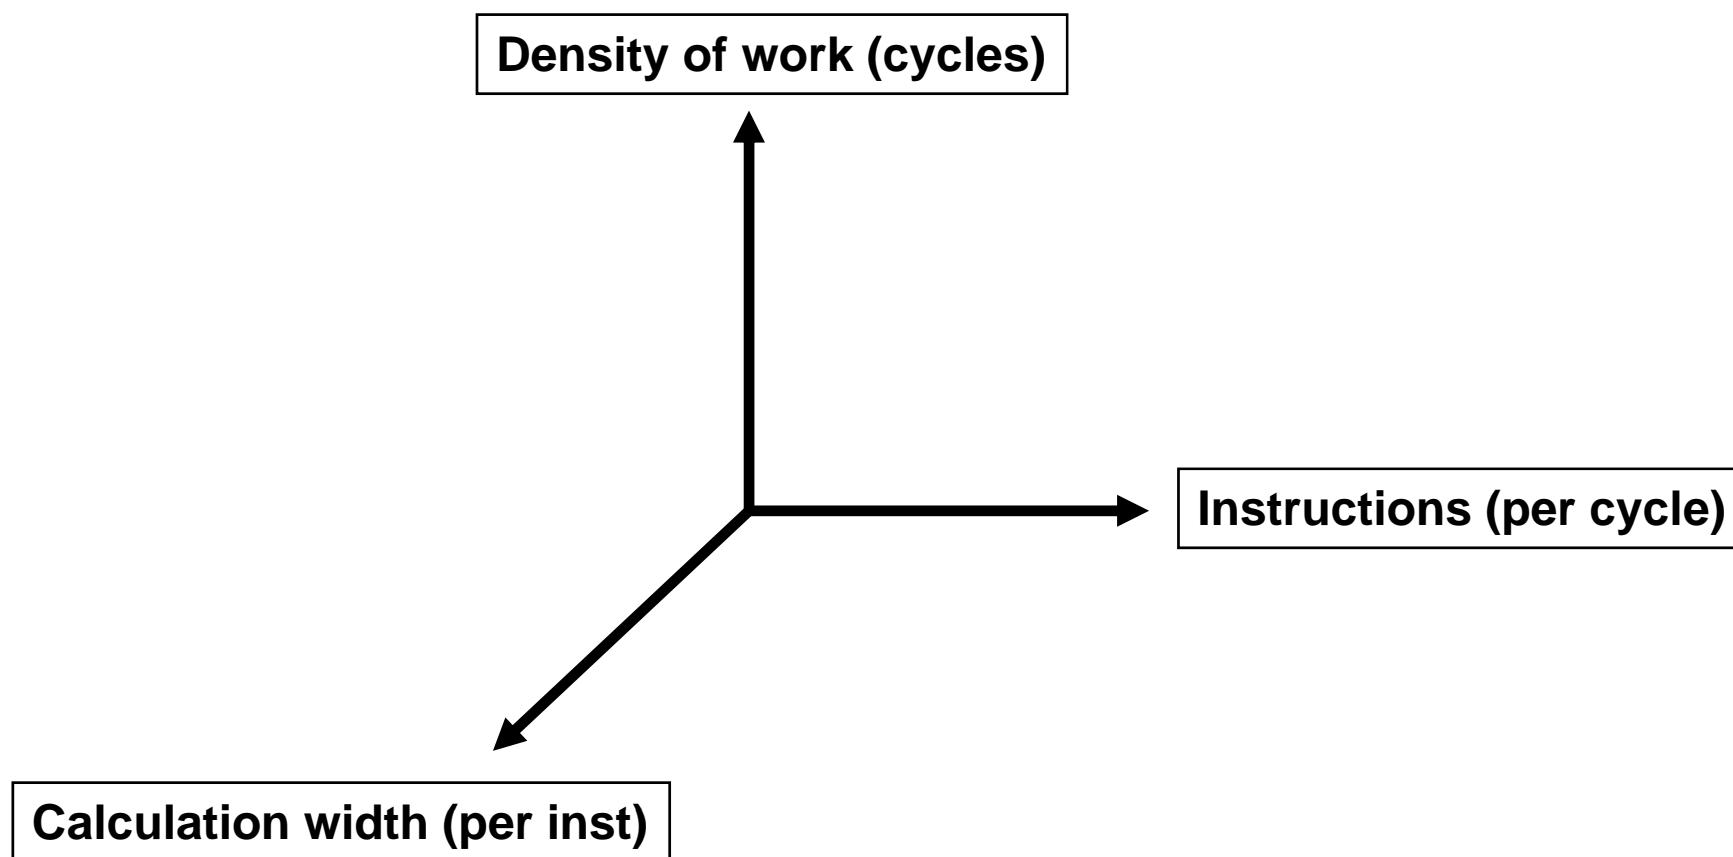 Density of work (cycles)
Instructions (per cycle)
Calculation width (per inst)